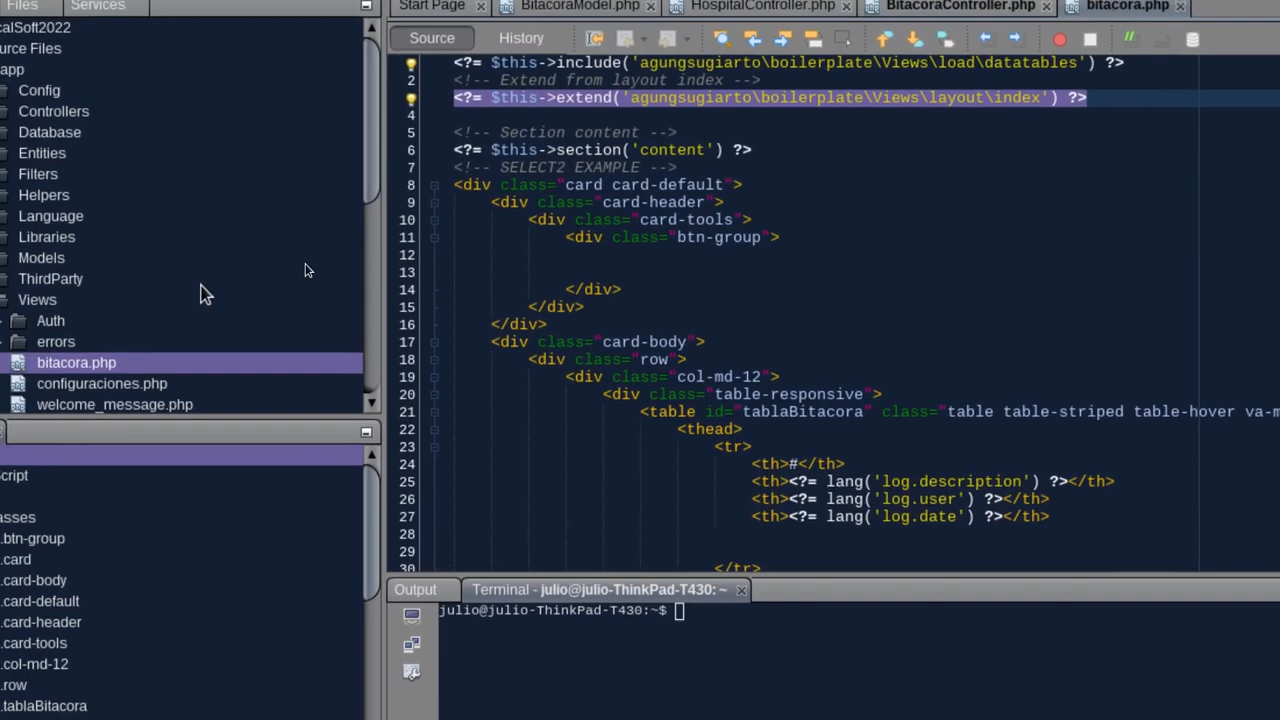 Files Services
calSoft2022
urce Files
app
Config
Controllers
Database
Entities
Filters
Helpers
Language
Libraries
Models
ThirdParty
Views
Auth
errors
bitacora.php
configuraciones.php
welcome_message.php
cript
asses
.btn-group
.card
.card-body
.card-default
.card-header
.card-tools
.col-md-12
.row
.tablaBitacora
Start Page BitacoraModel.php HospitalController.php BitacoraController.php bitacora.php
Source History
<?= $this->include('agungsugiarto\boilerplate\Views\load\datatables') ?>
2 <!-- Extend from layout index -->
<?= $this->extend('agungsugiarto\boilerplate\Views\layout\index') ?>
4
5 <!-- Section content -->
6 <?= $this->section('content') ?>
7 <!-- SELECT2 EXAMPLE -->
8 <div class="card card-default">
9 <div class="card-header">
10 <div class="card-tools">
11 <div class="btn-group">
12
13
14 </div>
15 </div>
16 </div>
17 <div class="card-body">
18 <div class="row">
19 <div class="col-md-12">
20 <div class="table-responsive">
21 <table id="tablaBitacora" class="table table-striped table-hover va-m
22 <thead>
23 <tr>
24 <th>#</th>
25 <th><?= lang('log.description') ?></th>
26 <th><?= lang('log.user') ?></th>
27 <th><?= lang('log.date') ?></th>
28
29
30 </tr>
Output Terminal - julio@julio-ThinkPad-T430: ~
julio@julio-ThinkPad-T430:~$